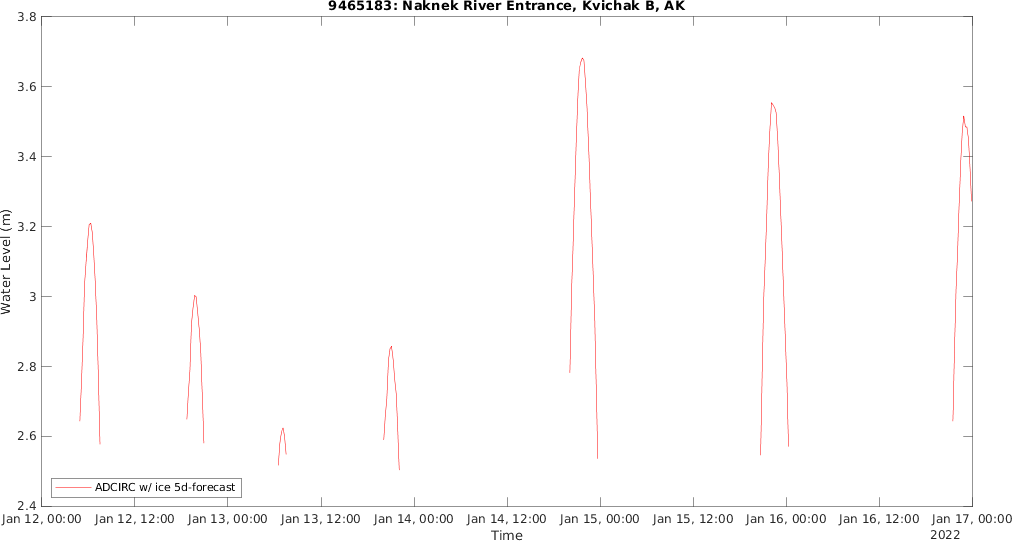 9465183: Naknek River Entrance, Kvichak B, AK
Water Level (m)
3.8
3.6
3.4
3.2
3
2.8
2.6
2.4
ADCIRC w/ ice 5d-forecast
Jan 12, 00:00 Jan 12, 12:00 Jan 13, 00:00 Jan 13, 12:00 Jan 14, 00:00 Jan 14, 12:00 Jan 15, 00:00 Jan 15, 12:00 Jan 16, 00:00 Jan 16, 12:00 Jan 17, 00:00
Time
2022